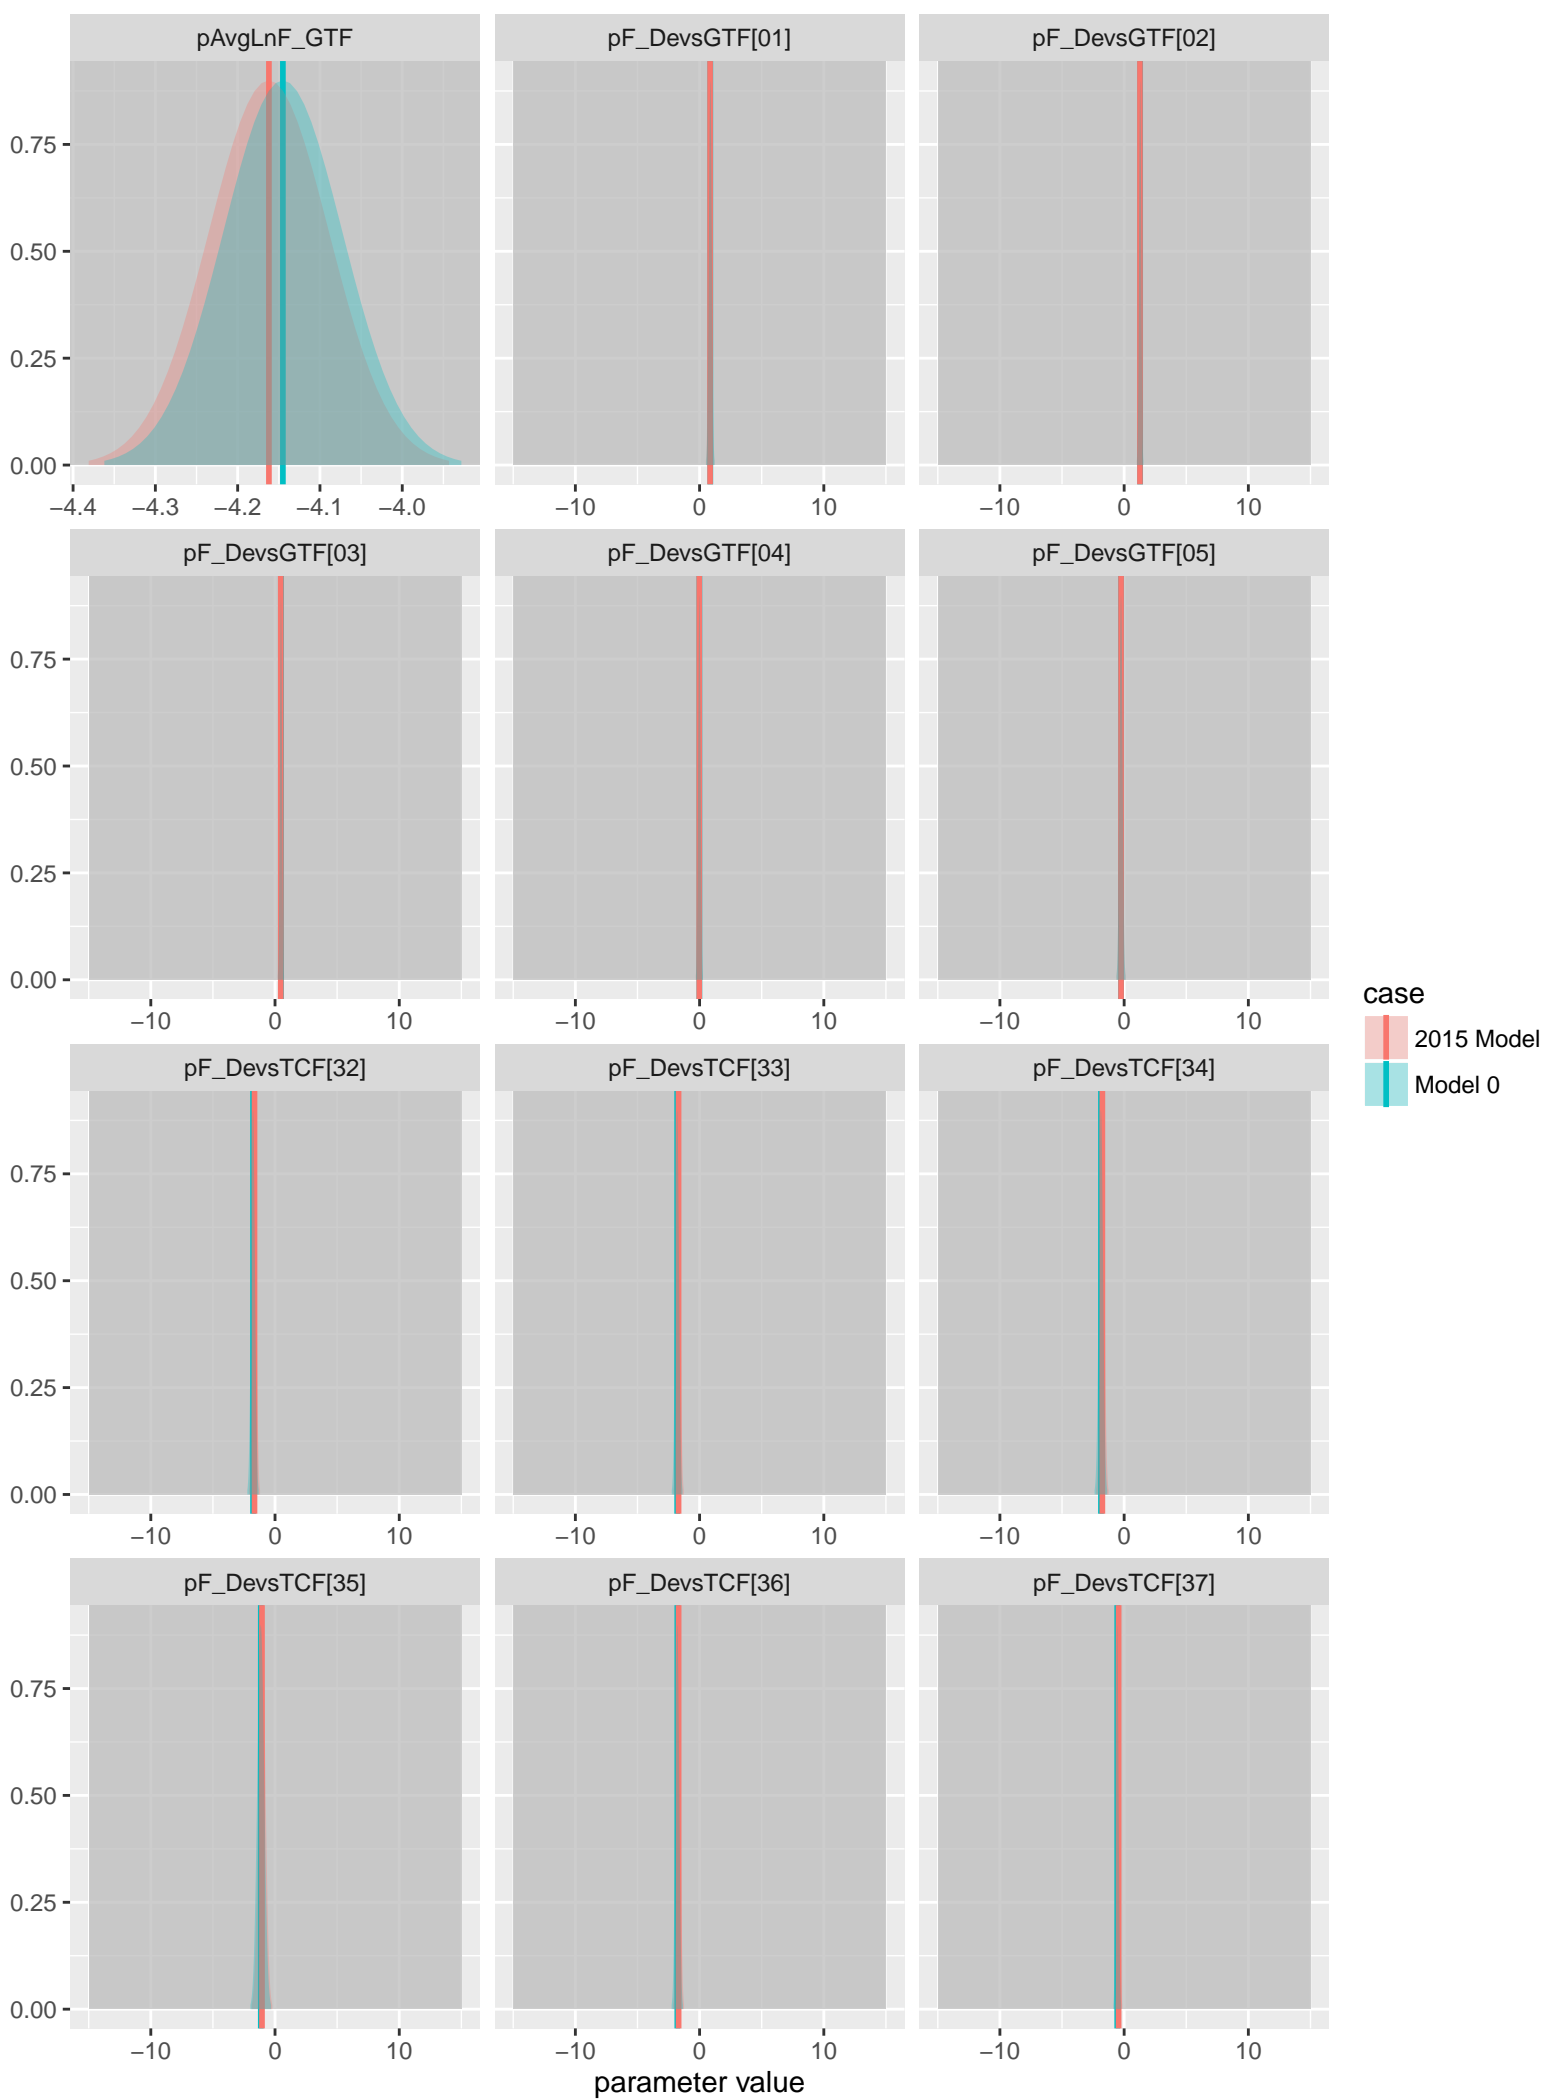 pAvgLnF_GTF pF_DevsGTF[01] pF_DevsGTF[02]
0.75
0.50
0.25
0.00
−4.4 −4.3 −4.2 −4.1 −4.0 −10 0 10 −10 0 10
pF_DevsGTF[03] pF_DevsGTF[04] pF_DevsGTF[05]
0.75
0.50
0.25
0.00
−10 0 10 −10 0 10 −10 0 10
case
2015 Model
Model 0
pF_DevsTCF[32] pF_DevsTCF[33] pF_DevsTCF[34]
0.75
0.50
0.25
0.00
−10 0 10 −10 0 10 −10 0 10
pF_DevsTCF[35] pF_DevsTCF[36] pF_DevsTCF[37]
0.75
0.50
0.25
0.00
−10 0 10 −10 0 10 −10 0 10
parameter value